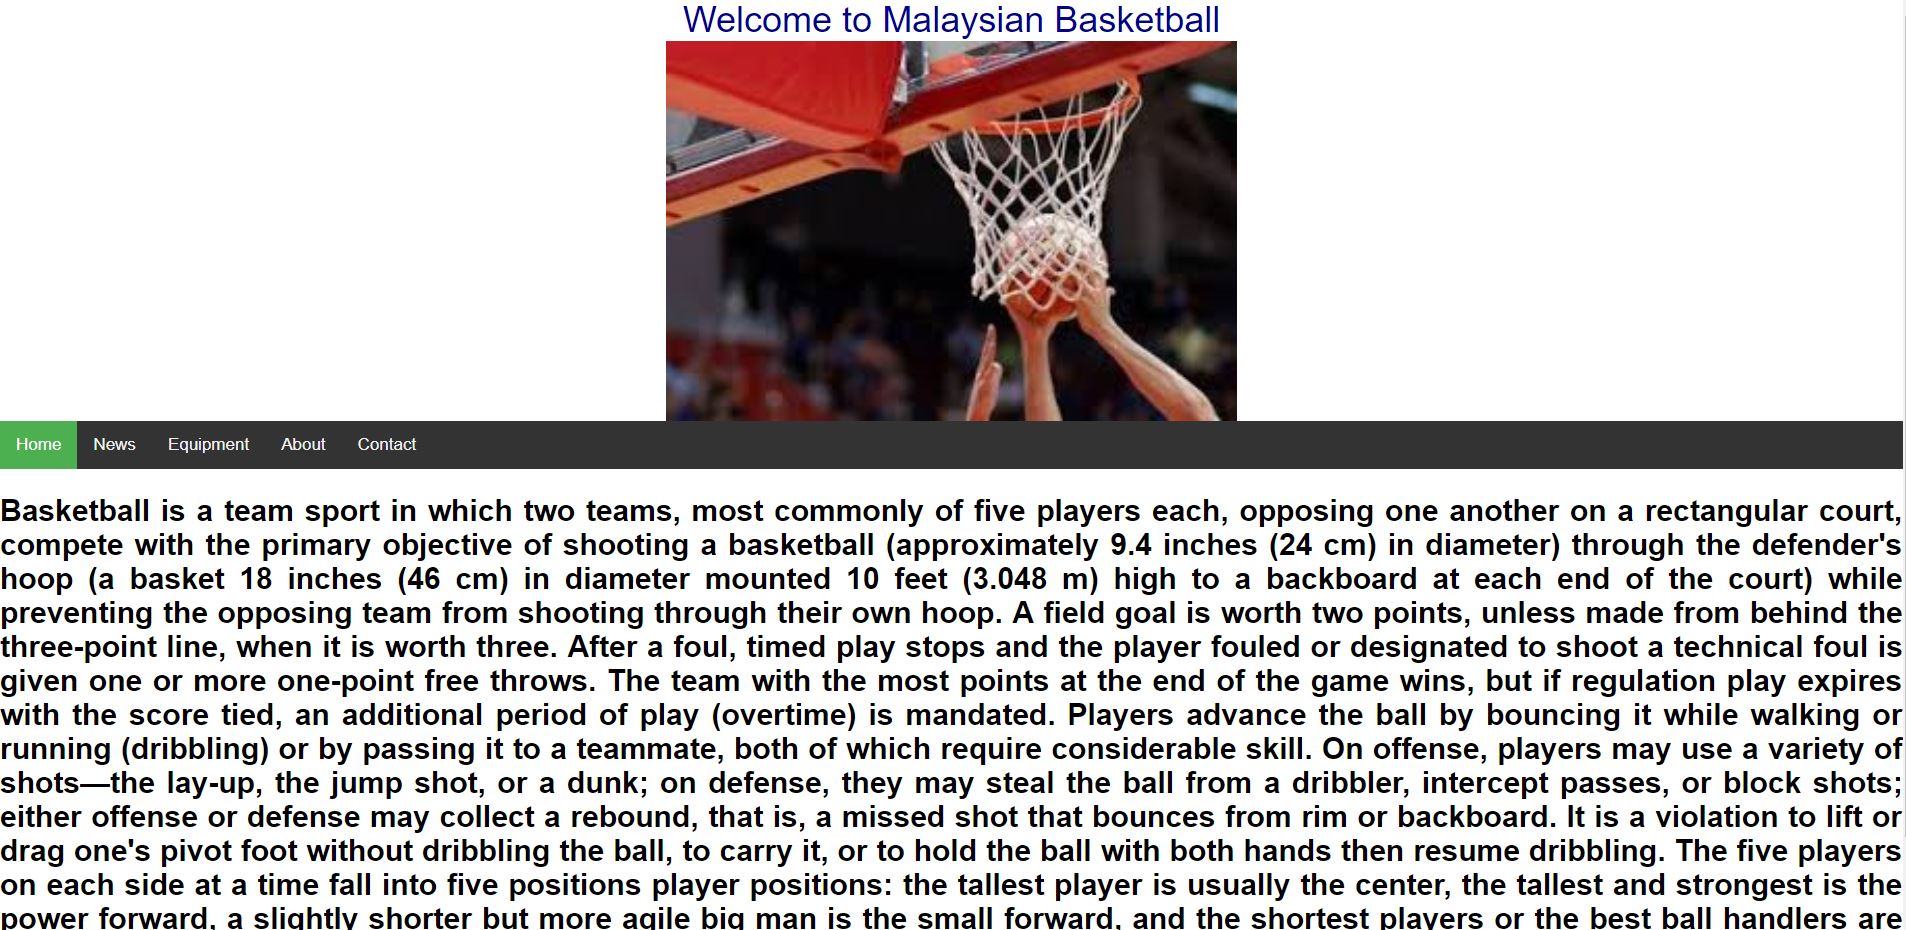 Welcome to Malaysian Basketball
Home News Equipment About Contact
Basketball is a team sport in which two teams, most commonly of five players each, opposing one another on a rectangular court,
compete with the primary objective of shooting a basketball (approximately 9.4 inches (24 cm) in diameter) through the defender's
hoop (a basket 18 inches (46 cm) in diameter mounted 10 feet (3.048 m) high to a backboard at each end of the court) while
preventing the opposing team from shooting through their own hoop. A field goal is worth two points, unless made from behind the
three-point line, when it is worth three. After a foul, timed play stops and the player fouled or designated to shoot a technical foul is
given one or more one-point free throws. The team with the most points at the end of the game wins, but if regulation play expires
with the score tied, an additional period of play (overtime) is mandated. Players advance the ball by bouncing it while walking or
running (dribbling) or by passing it to a teammate, both of which require considerable skill. On offense, players may use a variety of
shots—the lay-up, the jump shot, or a dunk; on defense, they may steal the ball from a dribbler, intercept passes, or block shots;
either offense or defense may collect a rebound, that is, a missed shot that bounces from rim or backboard. It is a violation to lift or
drag one's pivot foot without dribbling the ball, to carry it, or to hold the ball with both hands then resume dribbling. The five players
on each side at a time fall into five positions player positions: the tallest player is usually the center, the tallest and strongest is the
power forward, a slightly shorter but more agile big man is the small forward, and the shortest players or the best ball handlers are